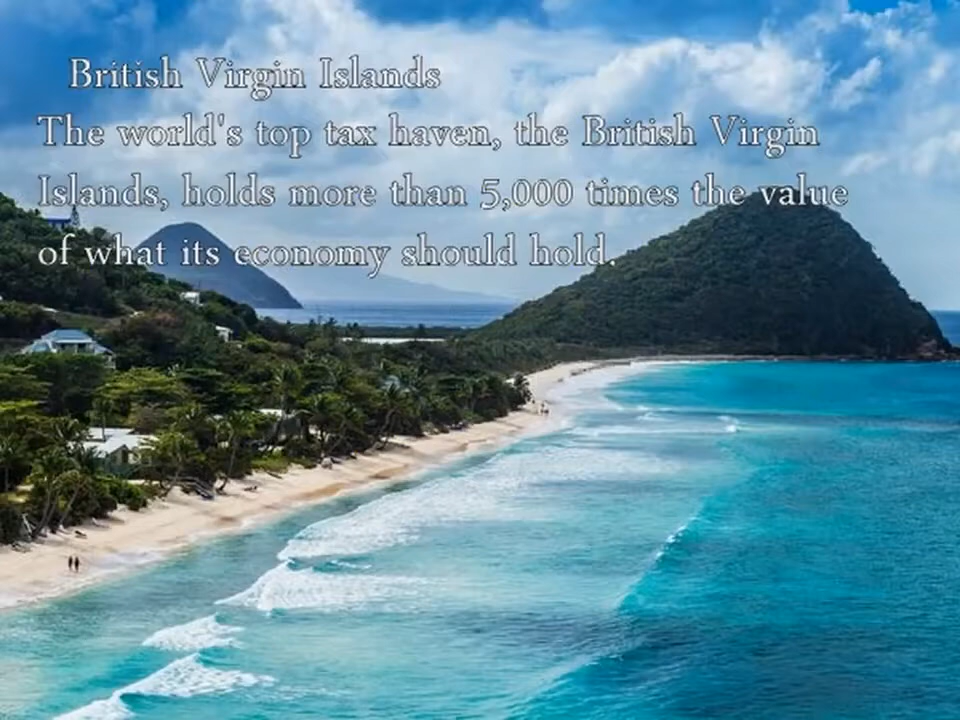 British Virgin Islands
The world's top tax haven, the British Virgin
Islands, holds more than 5,000 times the value
of what its economy should hold.